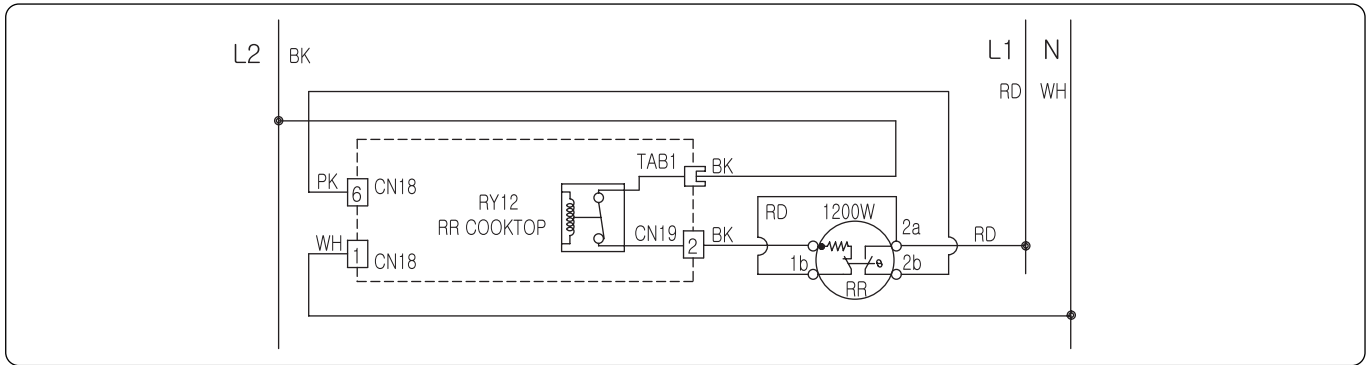 L2 BK L1 N
RD WH
TAB1 BK
PK 6 CN18
RY12
RR COOKTOP
RD 1200W
2a
CN19 2 BK RD
WH 1 CN18
1b θ 2b
RR